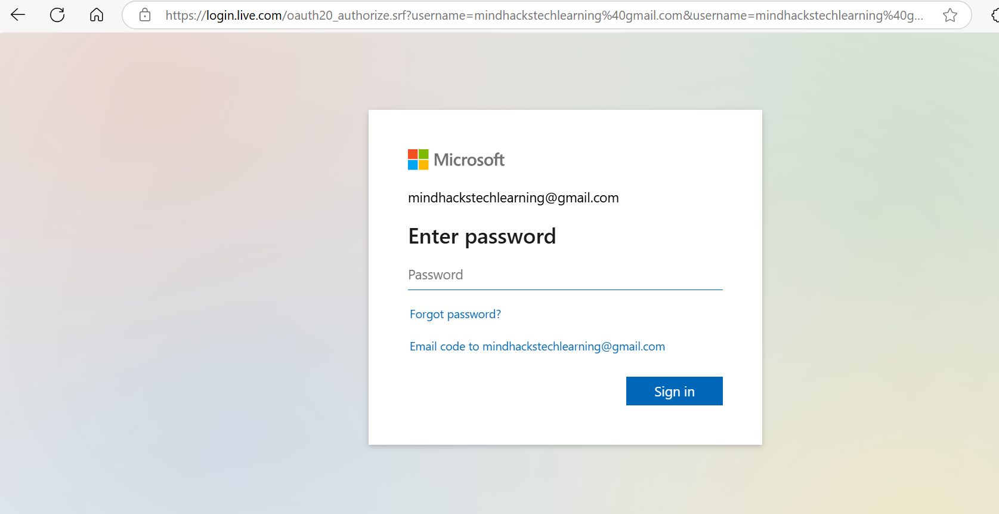 https://login.live.com/oauth20_authorize.srf?username=mindhackstechlearning%40gmail.com&username=mindhackstechlearning%40g...
Microsoft
mindhackstechlearning@gmail.com
Enter password
Password
Forgot password?
Email code to mindhackstechlearning@gmail.com
Sign in